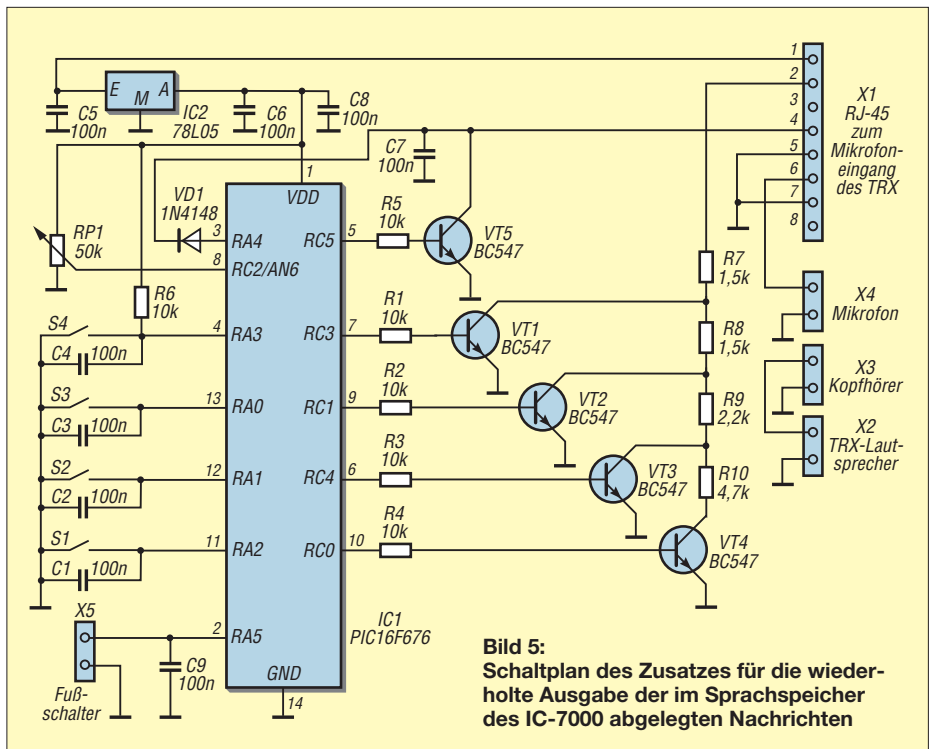 E M A
IC2
78L05
C5
100n
C6
100n
C8
100n
C7
100n
1
VDD
VD1
1N4148
3
RA4
RP1
50k
8
RC2/AN6
R6
10k
S4
4
RA3
C4
100n
S3
13
RA0
C3
100n
S2
12
RA1
C2
100n
S1
11
RA2
C1
100n
X5
2
RA5
C9
100n
Fuß-
schalter
GND
14
IC1
PIC16F676
RC5
5
R5
10k
VT5
BC547
RC3
7
R1
10k
VT1
BC547
RC1
9
R2
10k
VT2
BC547
RC4
6
R3
10k
VT3
BC547
RC0
10
R4
10k
VT4
BC547
R7
1,5k
R8
1,5k
R9
2,2k
R10
4,7k
1
2
3
4
5
6
7
8
X1
RJ-45
zum
Mikrofon-
eingang
des TRX
X4
Mikrofon
X3
Kopfhörer
X2
TRX-Laut-
sprecher
Bild 5:
Schaltplan des Zusatzes für die wieder-
holte Ausgabe der im Sprachspeicher
des IC-7000 abgelegten Nachrichten